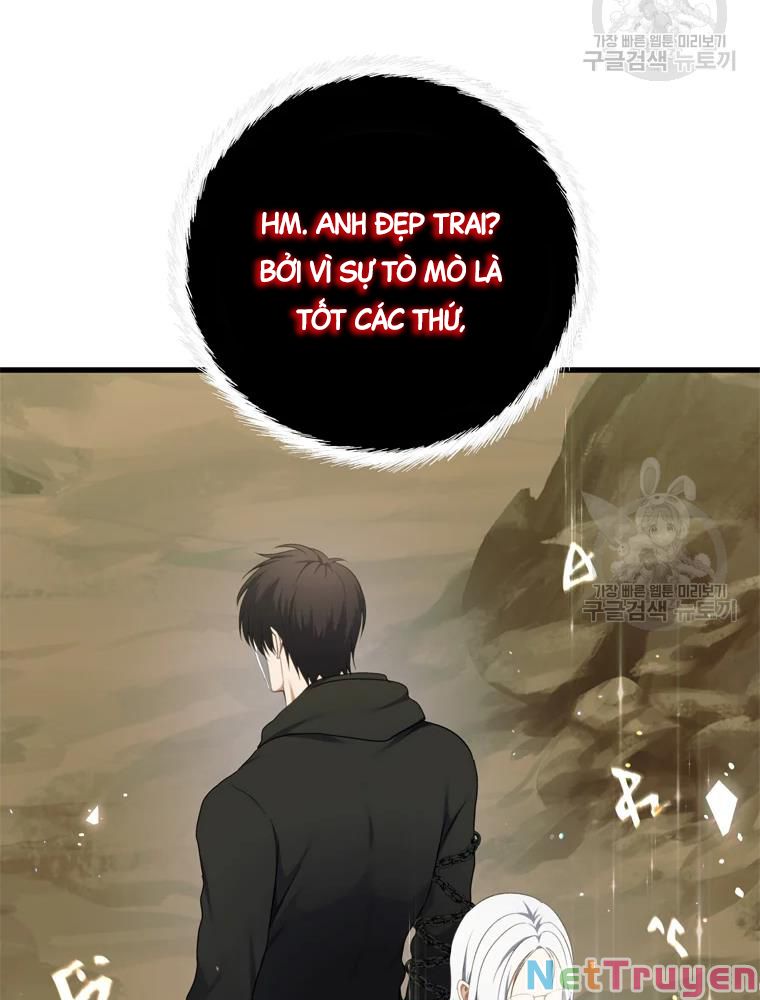 가장 빠른 웹툰 미리보기
구글검색 뉴토끼
HM. ANH ĐẸP TRAI?
BỞI VÌ SỰ TÒ MÒ LÀ
TỐT CÁC THỨ,
가장 빠른 웹툰 미리보기
구글검색 뉴토끼
NetTruyen